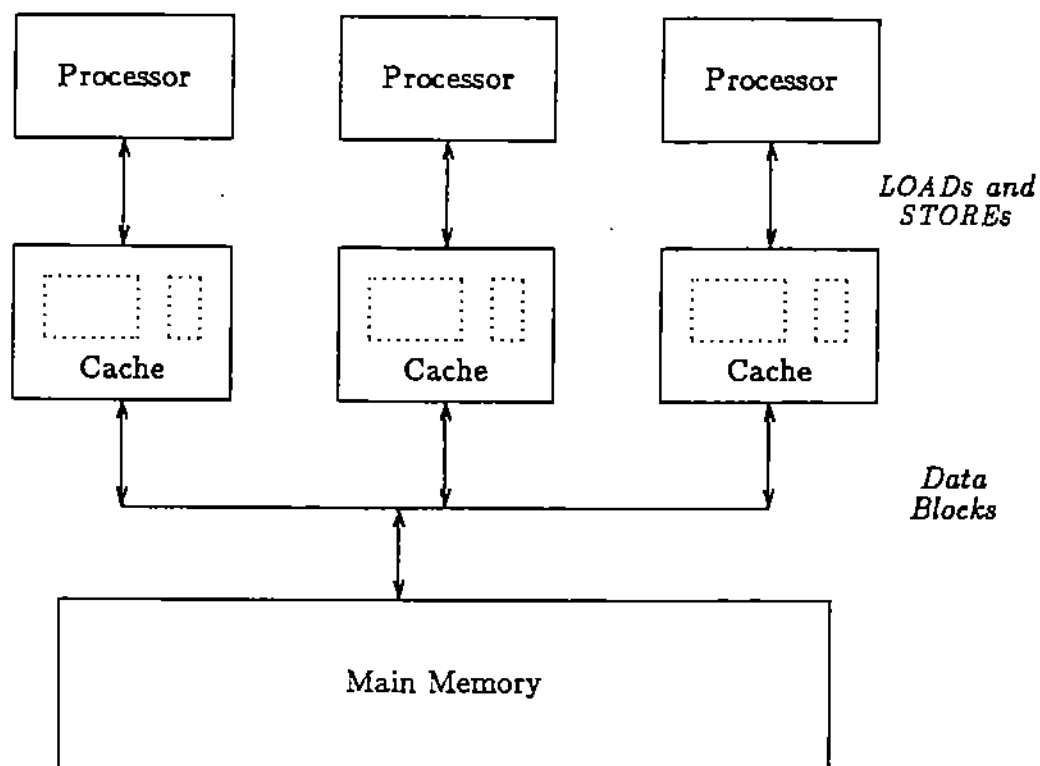 Processor
Processor
Processor
LOADs and
STOREs
Cache
Cache
Cache
Data
Blocks
Main Memory